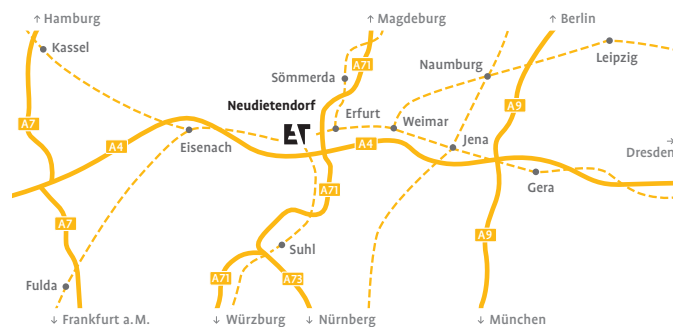 ↑ Hamburg
↑ Magdeburg
↑ Berlin
Kassel
Leipzig
Naumburg
A71
Sömmerda
Neudietendorf
A9
Erfurt
Weimar
A7
ET
A4
Eisenach
A4
Jena
→
Dresden
A71
Gera
A7
A9
Suhl
A71
A73
Fulda
↓ Frankfurt a.M.
↓ Würzburg
↓ Nürnberg
↓ München